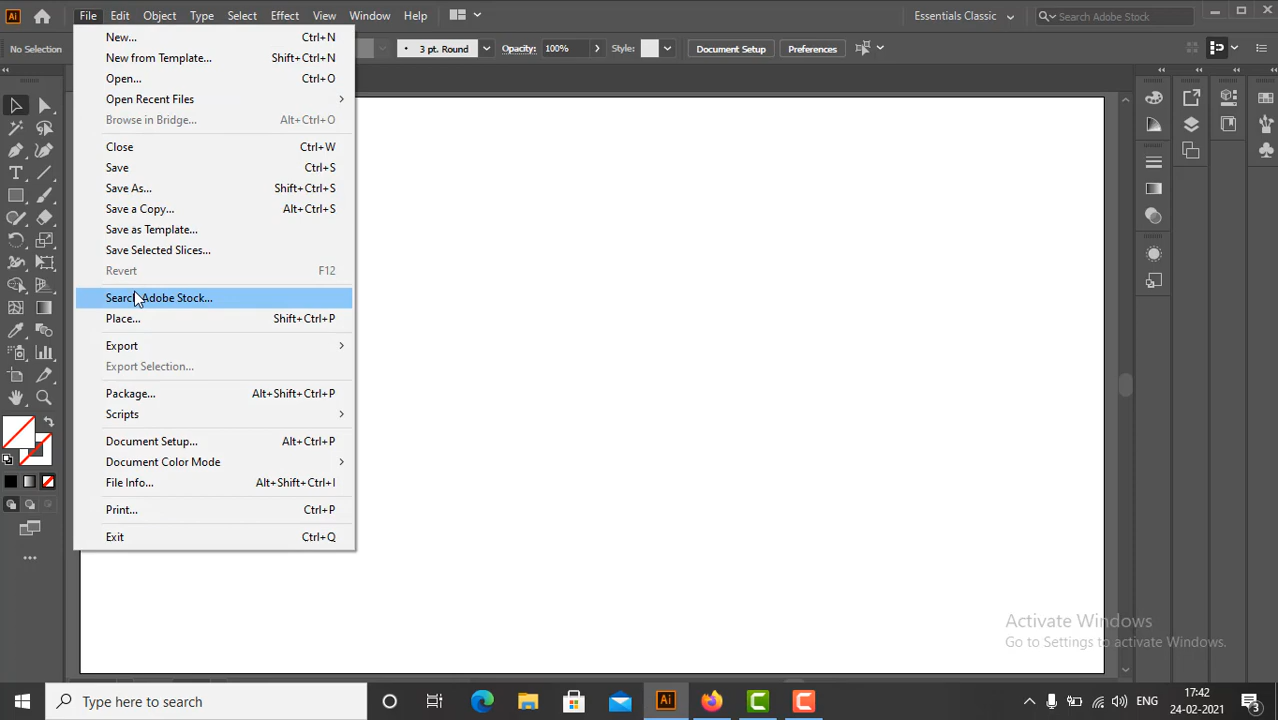 Ai File Edit Object Type Select Effect View Window Help Essentials Classic Search Adobe Stock
No Selection 3 pt. Round Opacity: 100% Style: Document Setup Preferences
New... Ctrl+N
New from Template... Shift+Ctrl+N
Open... Ctrl+O
Open Recent Files
Browse in Bridge... Alt+Ctrl+O
Close Ctrl+W
Save Ctrl+S
Save As... Shift+Ctrl+S
Save a Copy... Alt+Ctrl+S
Save as Template...
Save Selected Slices...
Revert F12
Search Adobe Stock...
Place... Shift+Ctrl+P
Export
Export Selection...
Package... Alt+Shift+Ctrl+P
Scripts
Document Setup... Alt+Ctrl+P
Document Color Mode
File Info... Alt+Shift+Ctrl+I
Print... Ctrl+P
Exit Ctrl+Q
Activate Windows
Go to Settings to activate Windows.
Type here to search Ai ENG 17:42
24-02-2021 3